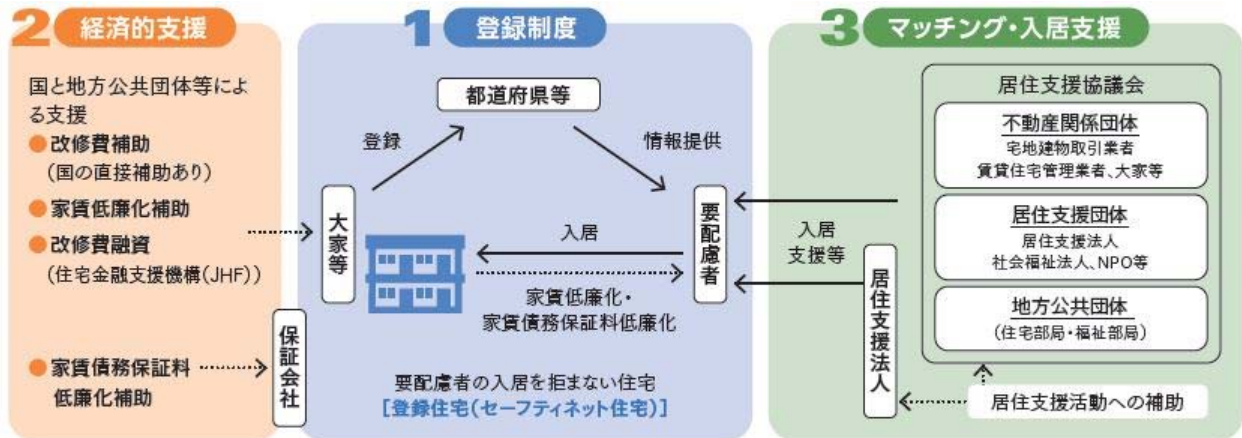 2 経済的支援
国と地方公共団体等によ
る支援
●改修費補助
(国の直接補助あり)
●家賃低廉化補助
●改修費融資
(住宅金融支援機構(JHF))
●家賃債務保証料
低廉化補助
保証会社
1 登録制度
都道府県等
登録
情報提供
大家等
要配慮者
入居
家賃低廉化・
家賃債務保証料低廉化
要配慮者の入居を拒まない住宅
[登録住宅(セーフティネット住宅)]
3 マッチング・入居支援
入居
支援等
居住支援法人
居住支援協議会
不動産関係団体
宅地建物取引業者
賃貸住宅管理業者、大家等
居住支援団体
居住支援法人
社会福祉法人、NPO等
地方公共団体
(住宅部局・福祉部局)
居住支援活動への補助